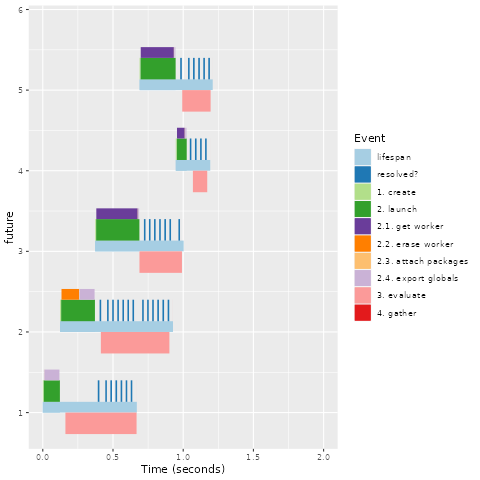 6
5
4
3
2
1
future
0.0 0.5 1.0 1.5 2.0
Time (seconds)
Event
lifespan
resolved?
1. create
2. launch
2.1. get worker
2.2. erase worker
2.3. attach packages
2.4. export globals
3. evaluate
4. gather